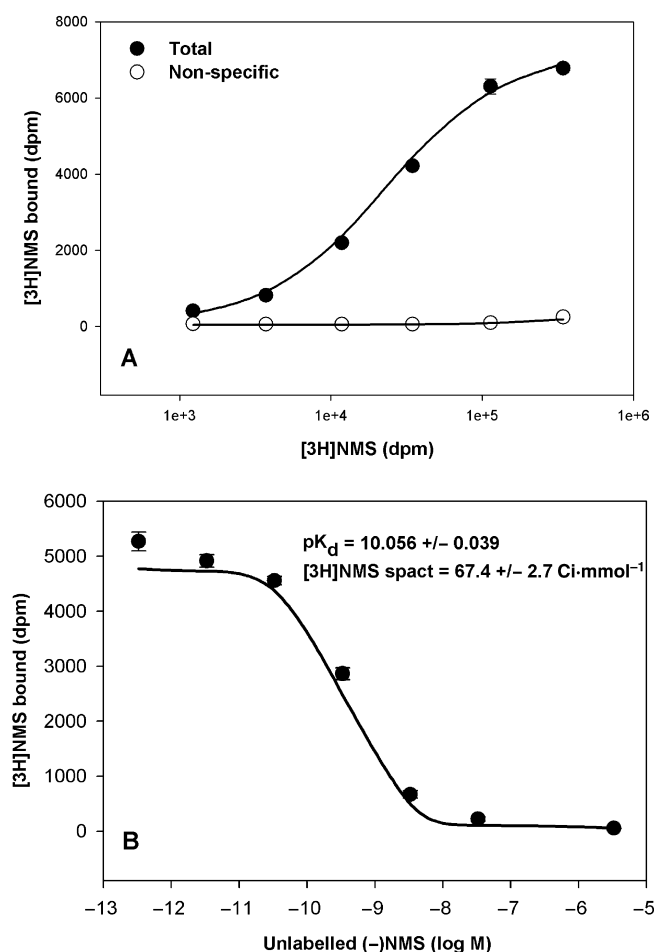 8000
Total
Non-specific
6000
4000
2000
0
[3H]NMS bound (dpm)
A
1e+3 1e+4 1e+5 1e+6
[3H]NMS (dpm)
6000
5000
4000
3000
2000
1000
0
[3H]NMS bound (dpm)
pKd = 10.056 +/– 0.039
[3H]NMS spact = 67.4 +/– 2.7 Ci·mmol⁻¹
B
–13 –12 –11 –10 –9 –8 –7 –6 –5
Unlabelled (–)NMS (log M)